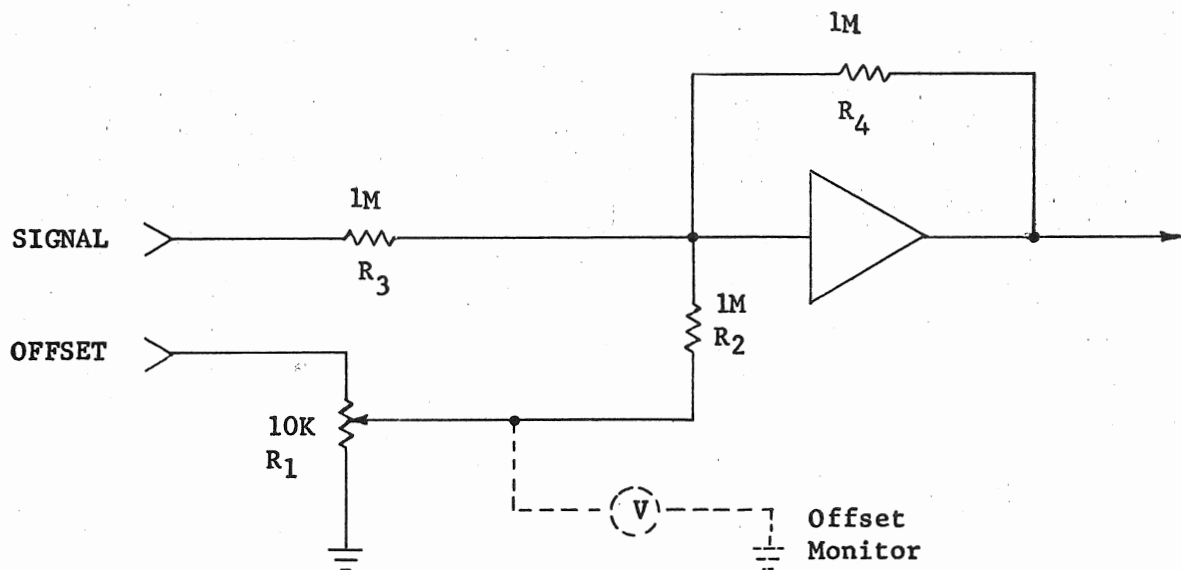 1M
R4
1M
SIGNAL
R3
1M
R2
OFFSET
10K
R1
V
Offset
Monitor